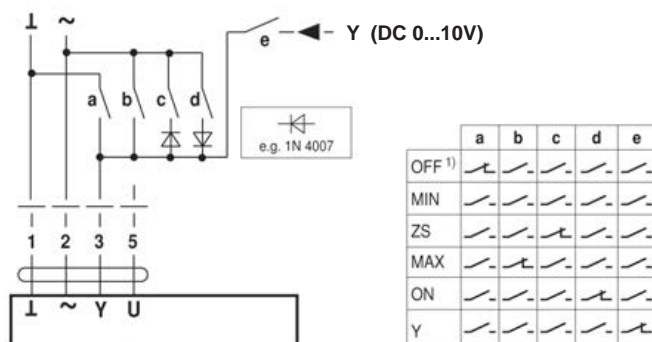 ⊥ ~
e Y (DC 0...10V)
a b c d
e.g. 1N 4007
1 2 3 5
⊥ ~ Y U
a b c d e
OFF 1)
MIN
ZS
MAX
ON
Y